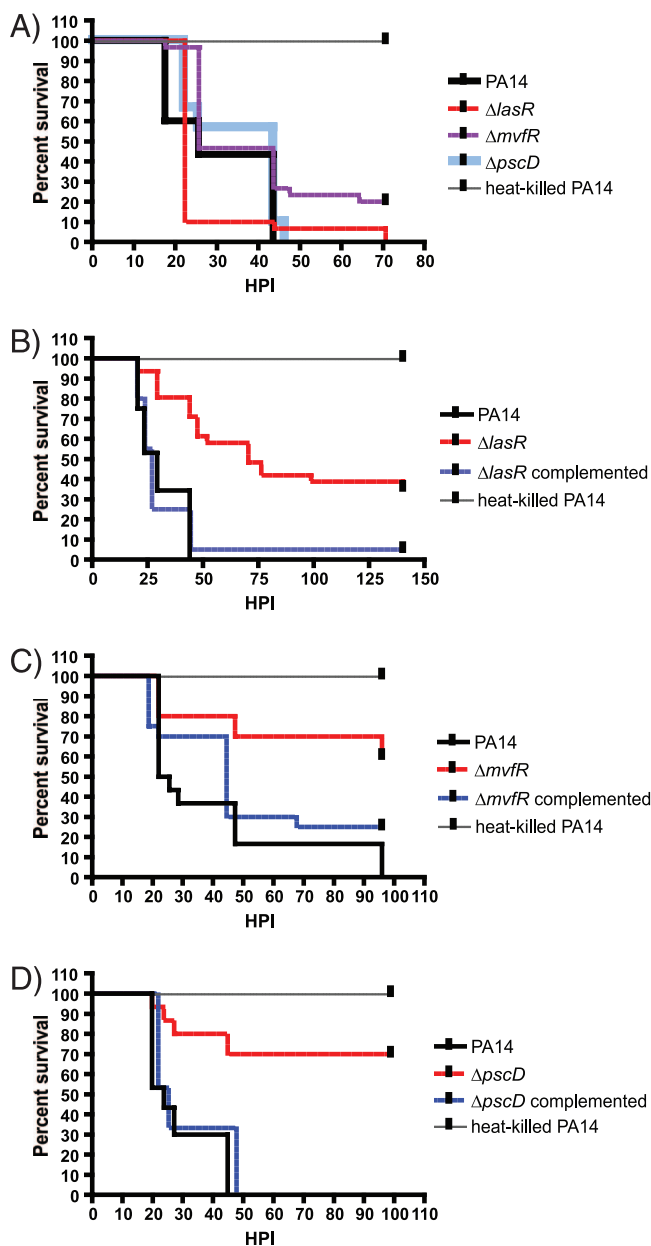 A)
Percent survival
110
100
90
80
70
60
50
40
30
20
10
0
0 10 20 30 40 50 60 70 80
HPI
PA14
ΔlasR
ΔmvfR
ΔpscD
heat-killed PA14
B)
Percent survival
110
100
90
80
70
60
50
40
30
20
10
0
0 25 50 75 100 125 150
HPI
PA14
ΔlasR
ΔlasR complemented
heat-killed PA14
C)
Percent survival
110
100
90
80
70
60
50
40
30
20
10
0
0 10 20 30 40 50 60 70 80 90 100 110
HPI
PA14
ΔmvfR
ΔmvfR complemented
heat-killed PA14
D)
Percent survival
110
100
90
80
70
60
50
40
30
20
10
0
0 10 20 30 40 50 60 70 80 90 100 110
HPI
PA14
ΔpscD
ΔpscD complemented
heat-killed PA14